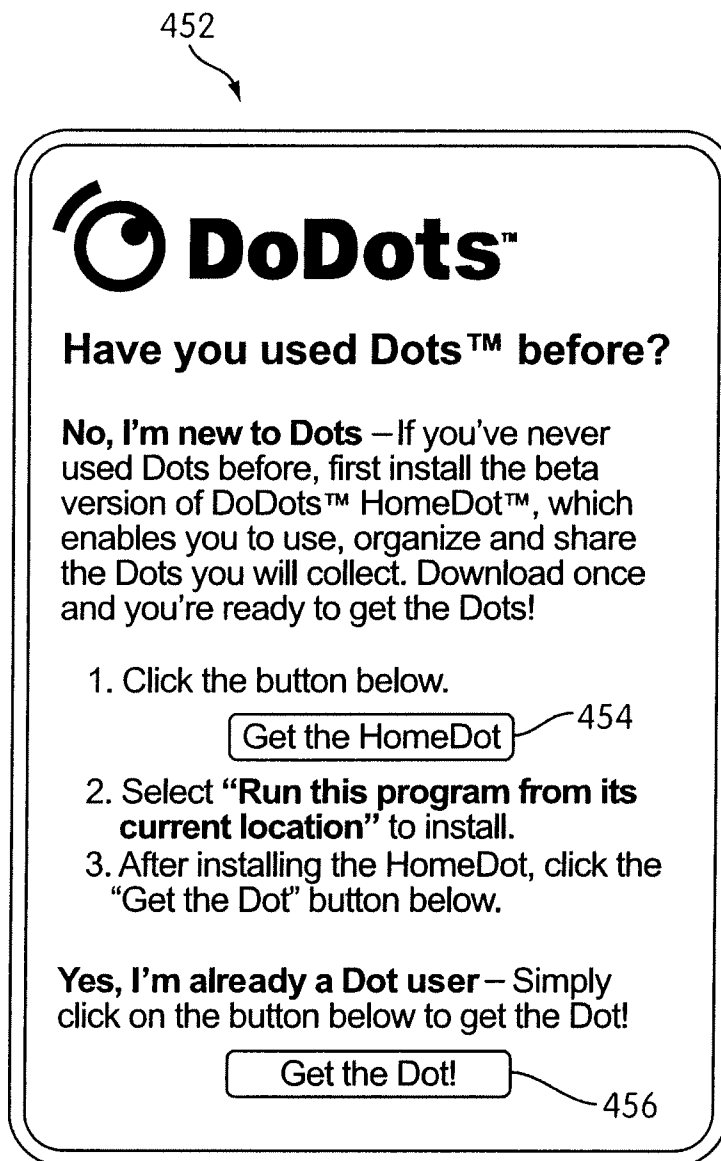 452
DoDots™
Have you used Dots™ before?
No, I'm new to Dots – If you've never
used Dots before, first install the beta
version of DoDots™ HomeDot™, which
enables you to use, organize and share
the Dots you will collect. Download once
and you're ready to get the Dots!
1. Click the button below.
Get the HomeDot
454
2. Select “Run this program from its
current location” to install.
3. After installing the HomeDot, click the
“Get the Dot” button below.
Yes, I'm already a Dot user – Simply
click on the button below to get the Dot!
Get the Dot!
456